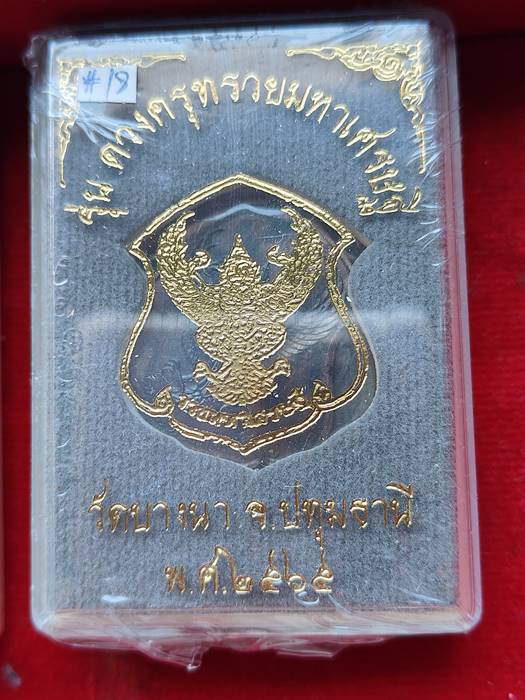 #18
รุ่น ดวงครุฑรวยมหาเศรษฐี
วัดบางนา จ.ปทุมธานี
พ.ศ.๒๕๖๕